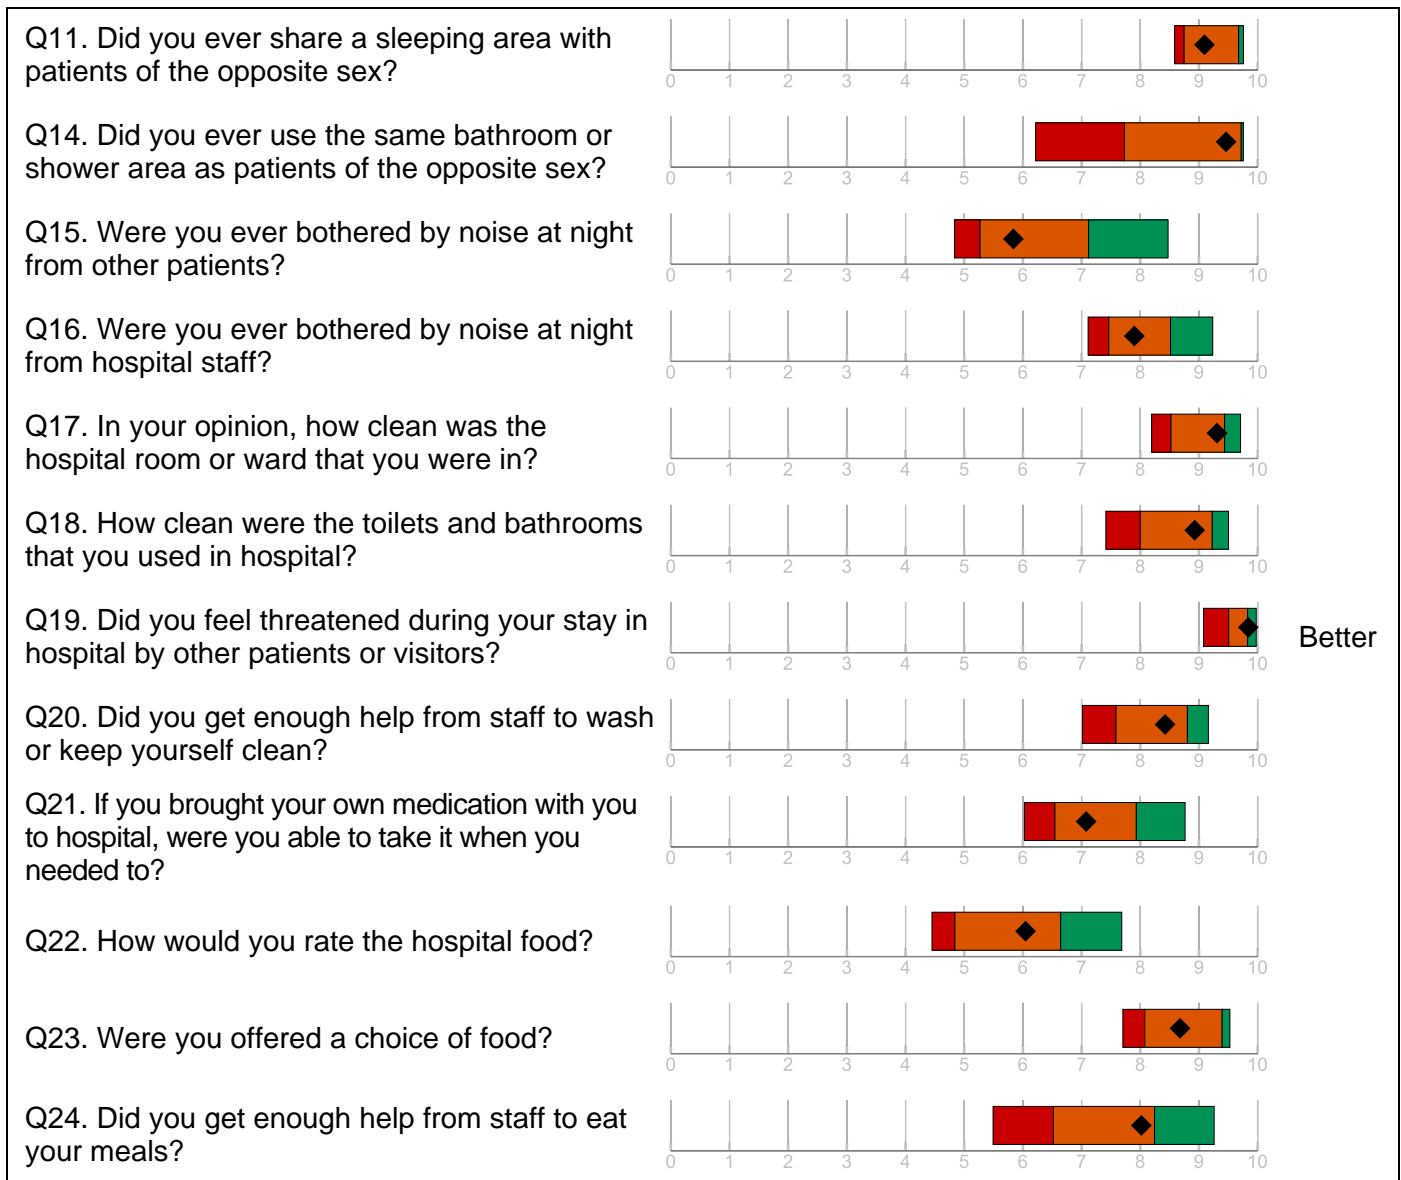 Q11. Did you ever share a sleeping area with
patients of the opposite sex?
0 1 2 3 4 5 6 7 8 9 10
Q14. Did you ever use the same bathroom or
shower area as patients of the opposite sex?
0 1 2 3 4 5 6 7 8 9 10
Q15. Were you ever bothered by noise at night
from other patients?
0 1 2 3 4 5 6 7 8 9 10
Q16. Were you ever bothered by noise at night
from hospital staff?
0 1 2 3 4 5 6 7 8 9 10
Q17. In your opinion, how clean was the
hospital room or ward that you were in?
0 1 2 3 4 5 6 7 8 9 10
Q18. How clean were the toilets and bathrooms
that you used in hospital?
0 1 2 3 4 5 6 7 8 9 10
Q19. Did you feel threatened during your stay in
hospital by other patients or visitors?
0 1 2 3 4 5 6 7 8 9 10
Better
Q20. Did you get enough help from staff to wash
or keep yourself clean?
0 1 2 3 4 5 6 7 8 9 10
Q21. If you brought your own medication with you
to hospital, were you able to take it when you
needed to?
0 1 2 3 4 5 6 7 8 9 10
Q22. How would you rate the hospital food?
0 1 2 3 4 5 6 7 8 9 10
Q23. Were you offered a choice of food?
0 1 2 3 4 5 6 7 8 9 10
Q24. Did you get enough help from staff to eat
your meals?
0 1 2 3 4 5 6 7 8 9 10